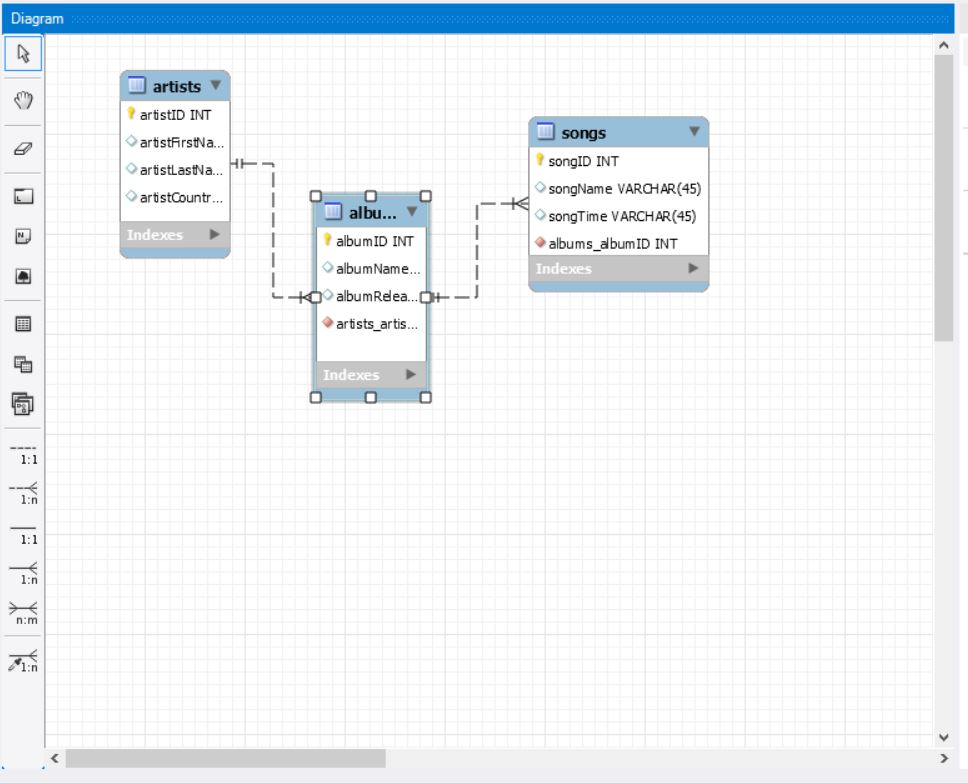 Diagram
artists
artistID INT
artistFirstNa...
artistLastNa...
artistCountr...
Indexes
albu...
albumID INT
albumName...
albumRelea...
artists_artis...
Indexes
songs
songID INT
songName VARCHAR(45)
songTime VARCHAR(45)
albums_albumID INT
Indexes
1:1
1:n
1:1
1:n
n:m
1:n